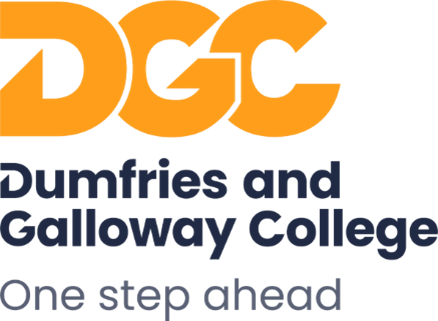 DGC
Dumfries and
Galloway College
One step ahead